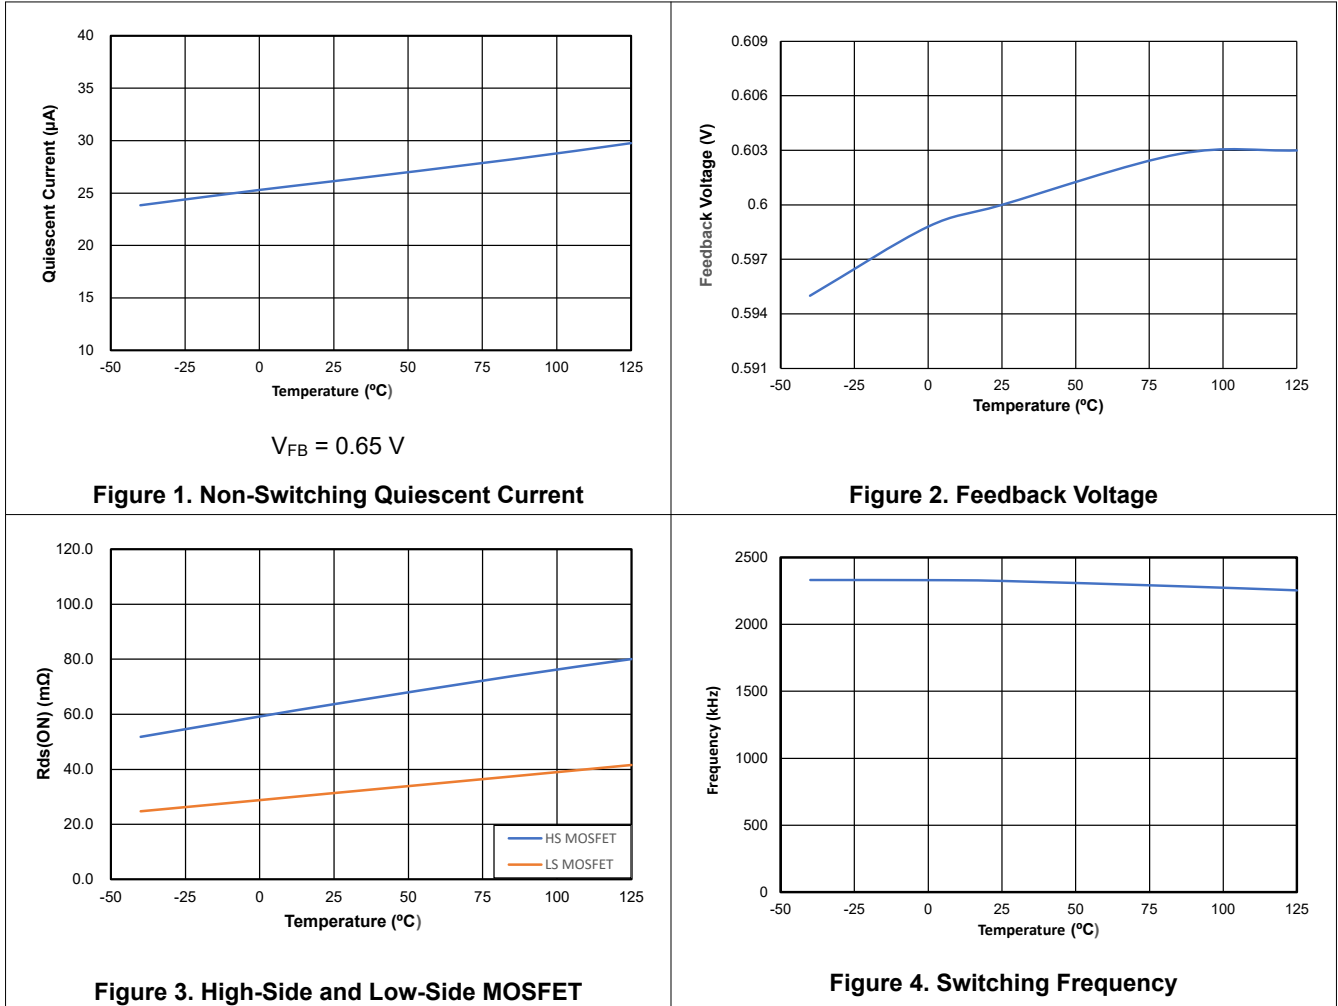 40
35
30
25
20
15
10
Quiescent Current (µA)
-50 -25 0 25 50 75 100 125
Temperature (ºC)
VFB = 0.65 V
Figure 1. Non-Switching Quiescent Current
0.609
0.606
0.603
0.6
0.597
0.594
0.591
Feedback Voltage (V)
-50 -25 0 25 50 75 100 125
Temperature (ºC)
Figure 2. Feedback Voltage
120.0
100.0
80.0
60.0
40.0
20.0
0.0
Rds(ON) (mΩ)
HS MOSFET
LS MOSFET
-50 -25 0 25 50 75 100 125
Temperature (ºC)
Figure 3. High-Side and Low-Side MOSFET
2500
2000
1500
1000
500
0
Frequency (kHz)
-50 -25 0 25 50 75 100 125
Temperature (ºC)
Figure 4. Switching Frequency